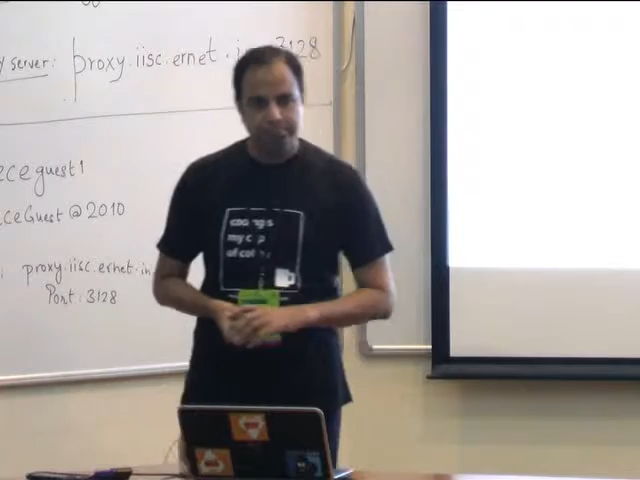 y server: proxy.iisc.ernet.in 3128
eceguest1
eceGuest@2010
: proxy.iisc.ernet.in
Port: 3128
coding is
my cup
of coffee